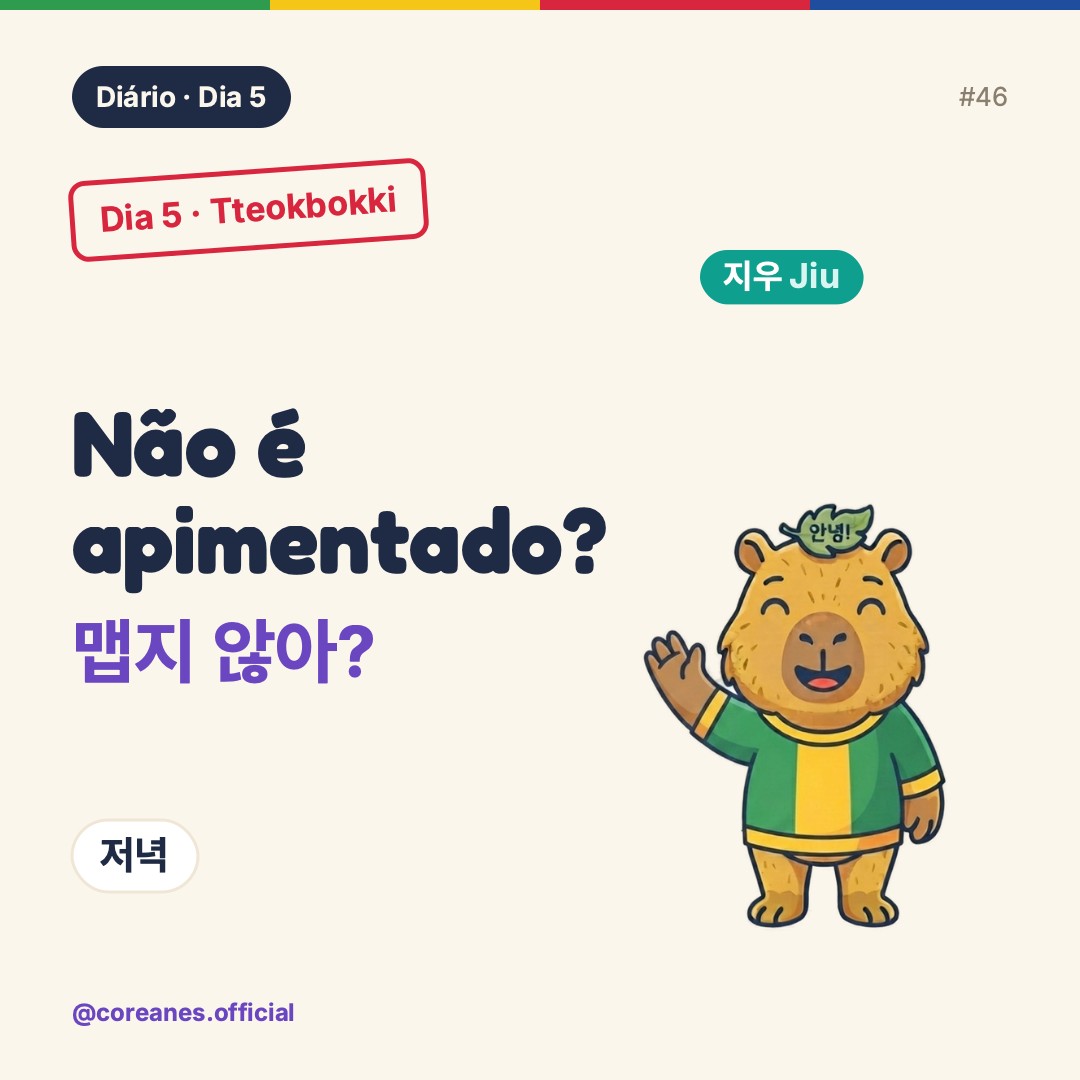 Diário · Dia 5
#46
Dia 5 · Tteokbokki
지우 Jiu
Não é
apimentado?
맵지 않아?
안녕!
저녁
@coreanes.official